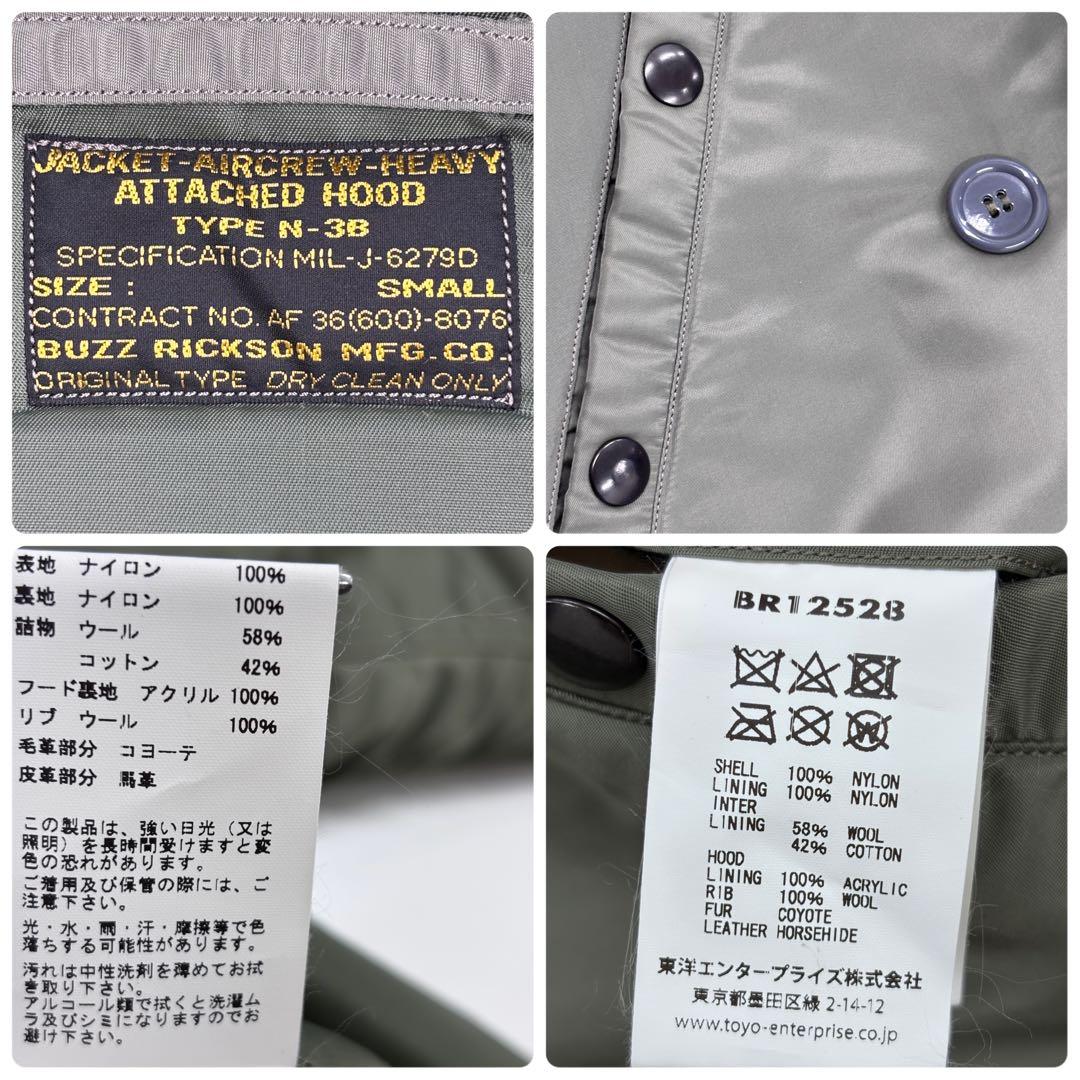 JACKET-AIRCREW-HEAVY
ATTACHED HOOD
TYPE N-3B
SPECIFICATION MIL-J-6279D
SIZE : SMALL
CONTRACT NO. AF 36(600)-8076
BUZZ RICKSON MFG.CO.
ORIGINAL TYPE DRY CLEAN ONLY
表地 ナイロン 100%
裏地 ナイロン 100%
詰物 ウール 58%
コットン 42%
フード裏地 アクリル 100%
リブ ウール 100%
毛革部分 コヨーテ
皮革部分 馬革
この製品は、強い日光（又は
照明）を長時間受けますと変
色の恐れがあります。
ご着用及び保管の際には、ご
注意下さい。
光・水・雨・汗・摩擦等で色
落ちする可能性があります。
汚れは中性洗剤を薄めてお拭
き取り下さい。
アルコール類で拭くと洗濯ム
ラ及びシミになりますのでお
避け下さい。
BR12528
W
SHELL 100% NYLON
LINING 100% NYLON
INTER
LINING 58% WOOL
42% COTTON
HOOD
LINING 100% ACRYLIC
RIB 100% WOOL
FUR COYOTE
LEATHER HORSEHIDE
東洋エンタープライズ株式会社
東京都墨田区緑 2-14-12
www.toyo-enterprise.co.jp/